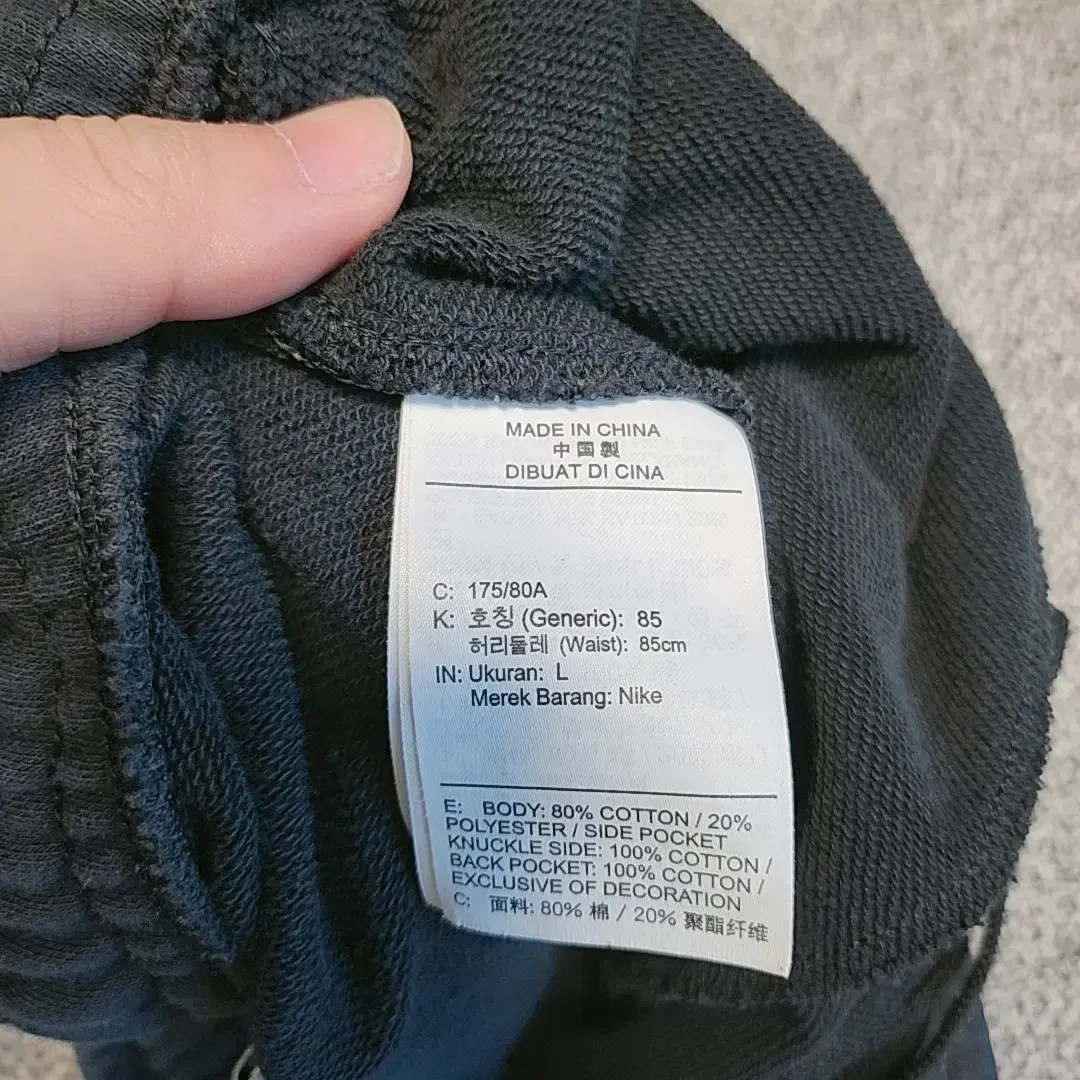 MADE IN CHINA
中国製
DIBUAT DI CINA
C: 175/80A
K: 호칭 (Generic): 85
허리둘레 (Waist): 85cm
IN: Ukuran: L
Merek Barang: Nike
E: BODY: 80% COTTON / 20%
POLYESTER / SIDE POCKET
KNUCKLE SIDE: 100% COTTON /
BACK POCKET: 100% COTTON /
EXCLUSIVE OF DECORATION
C: 面料: 80% 棉 / 20% 聚酯纤维